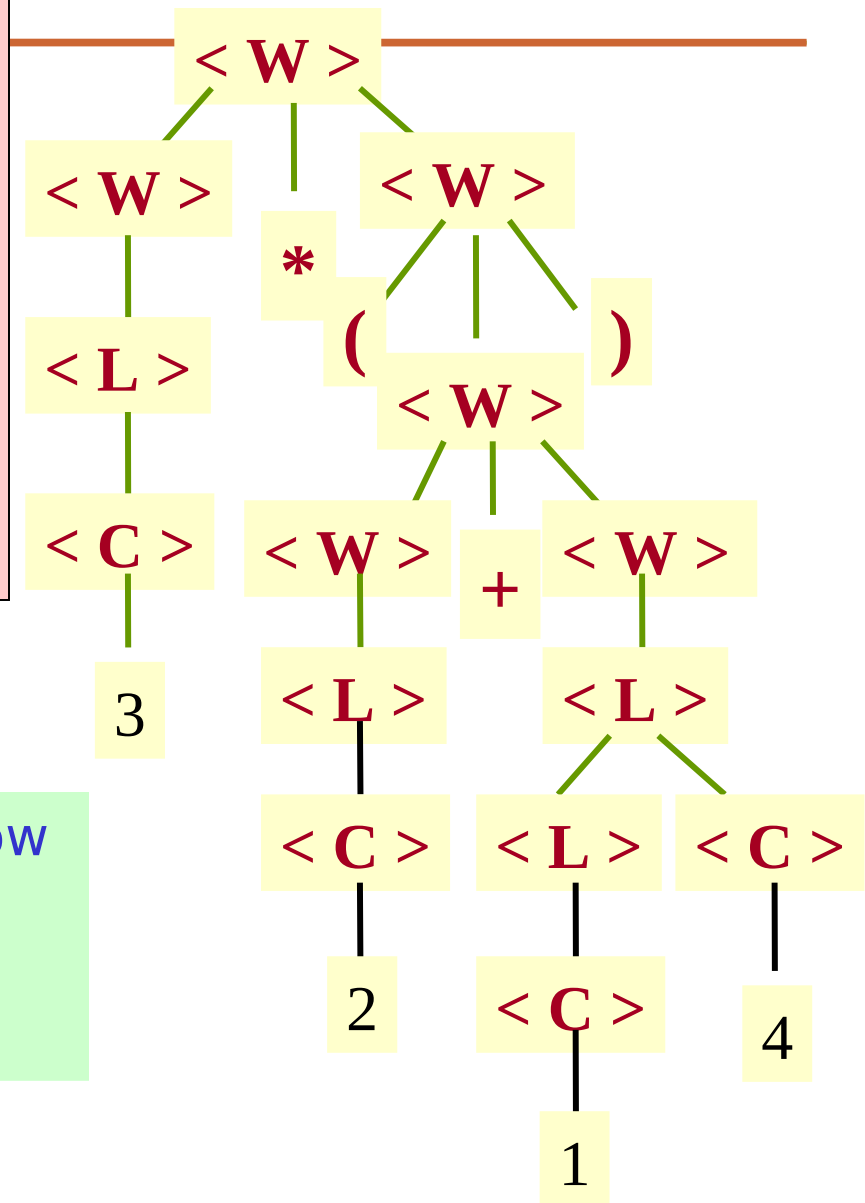 < W >
< W > * < W >
( < W > )
< L >
< C > < W > + < W >
3 < L > < L >
< C > < L > < C >
2 < C > 4
1